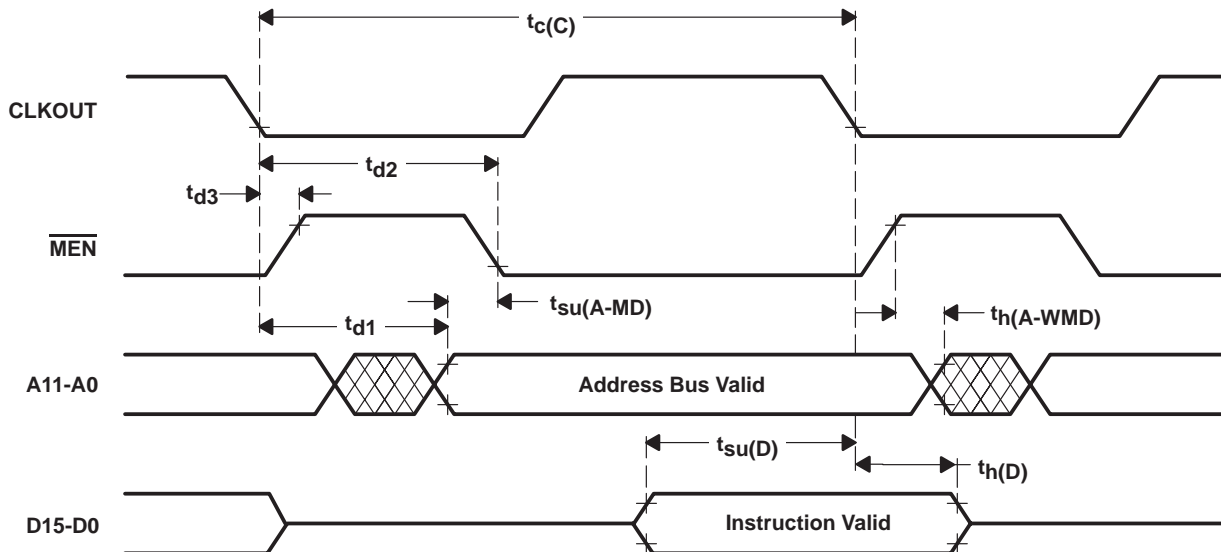 tc(C)
CLKOUT
td2
td3
MEN
tsu(A-MD)
td1
th(A-WMD)
A11-A0
Address Bus Valid
tsu(D)
th(D)
D15-D0
Instruction Valid